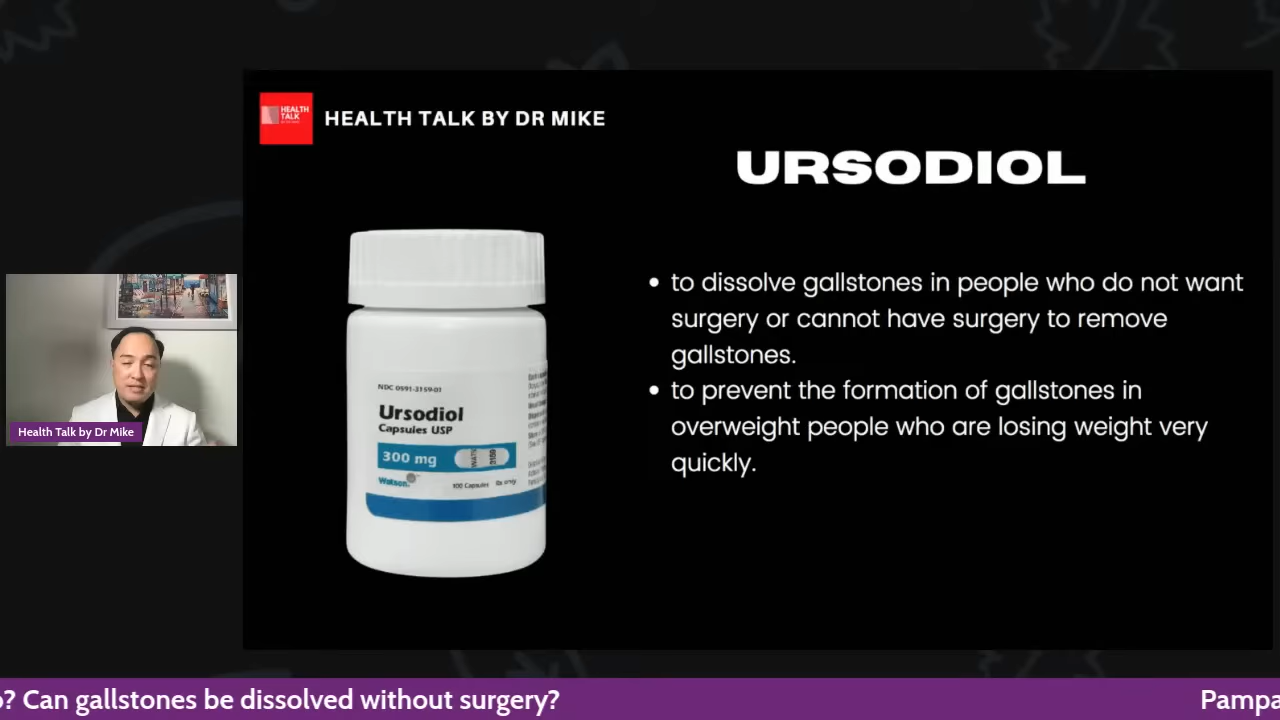 HEALTH
TALK
HEALTH TALK BY DR MIKE
URSODIOL
• to dissolve gallstones in people who do not want
surgery or cannot have surgery to remove
gallstones.
• to prevent the formation of gallstones in
overweight people who are losing weight very
quickly.
NDC 0591-3159-01
Ursodiol
Capsules USP
300 mg
Watson
100 Capsules Rx only
Health Talk by Dr Mike
? Can gallstones be dissolved without surgery?
Pampa